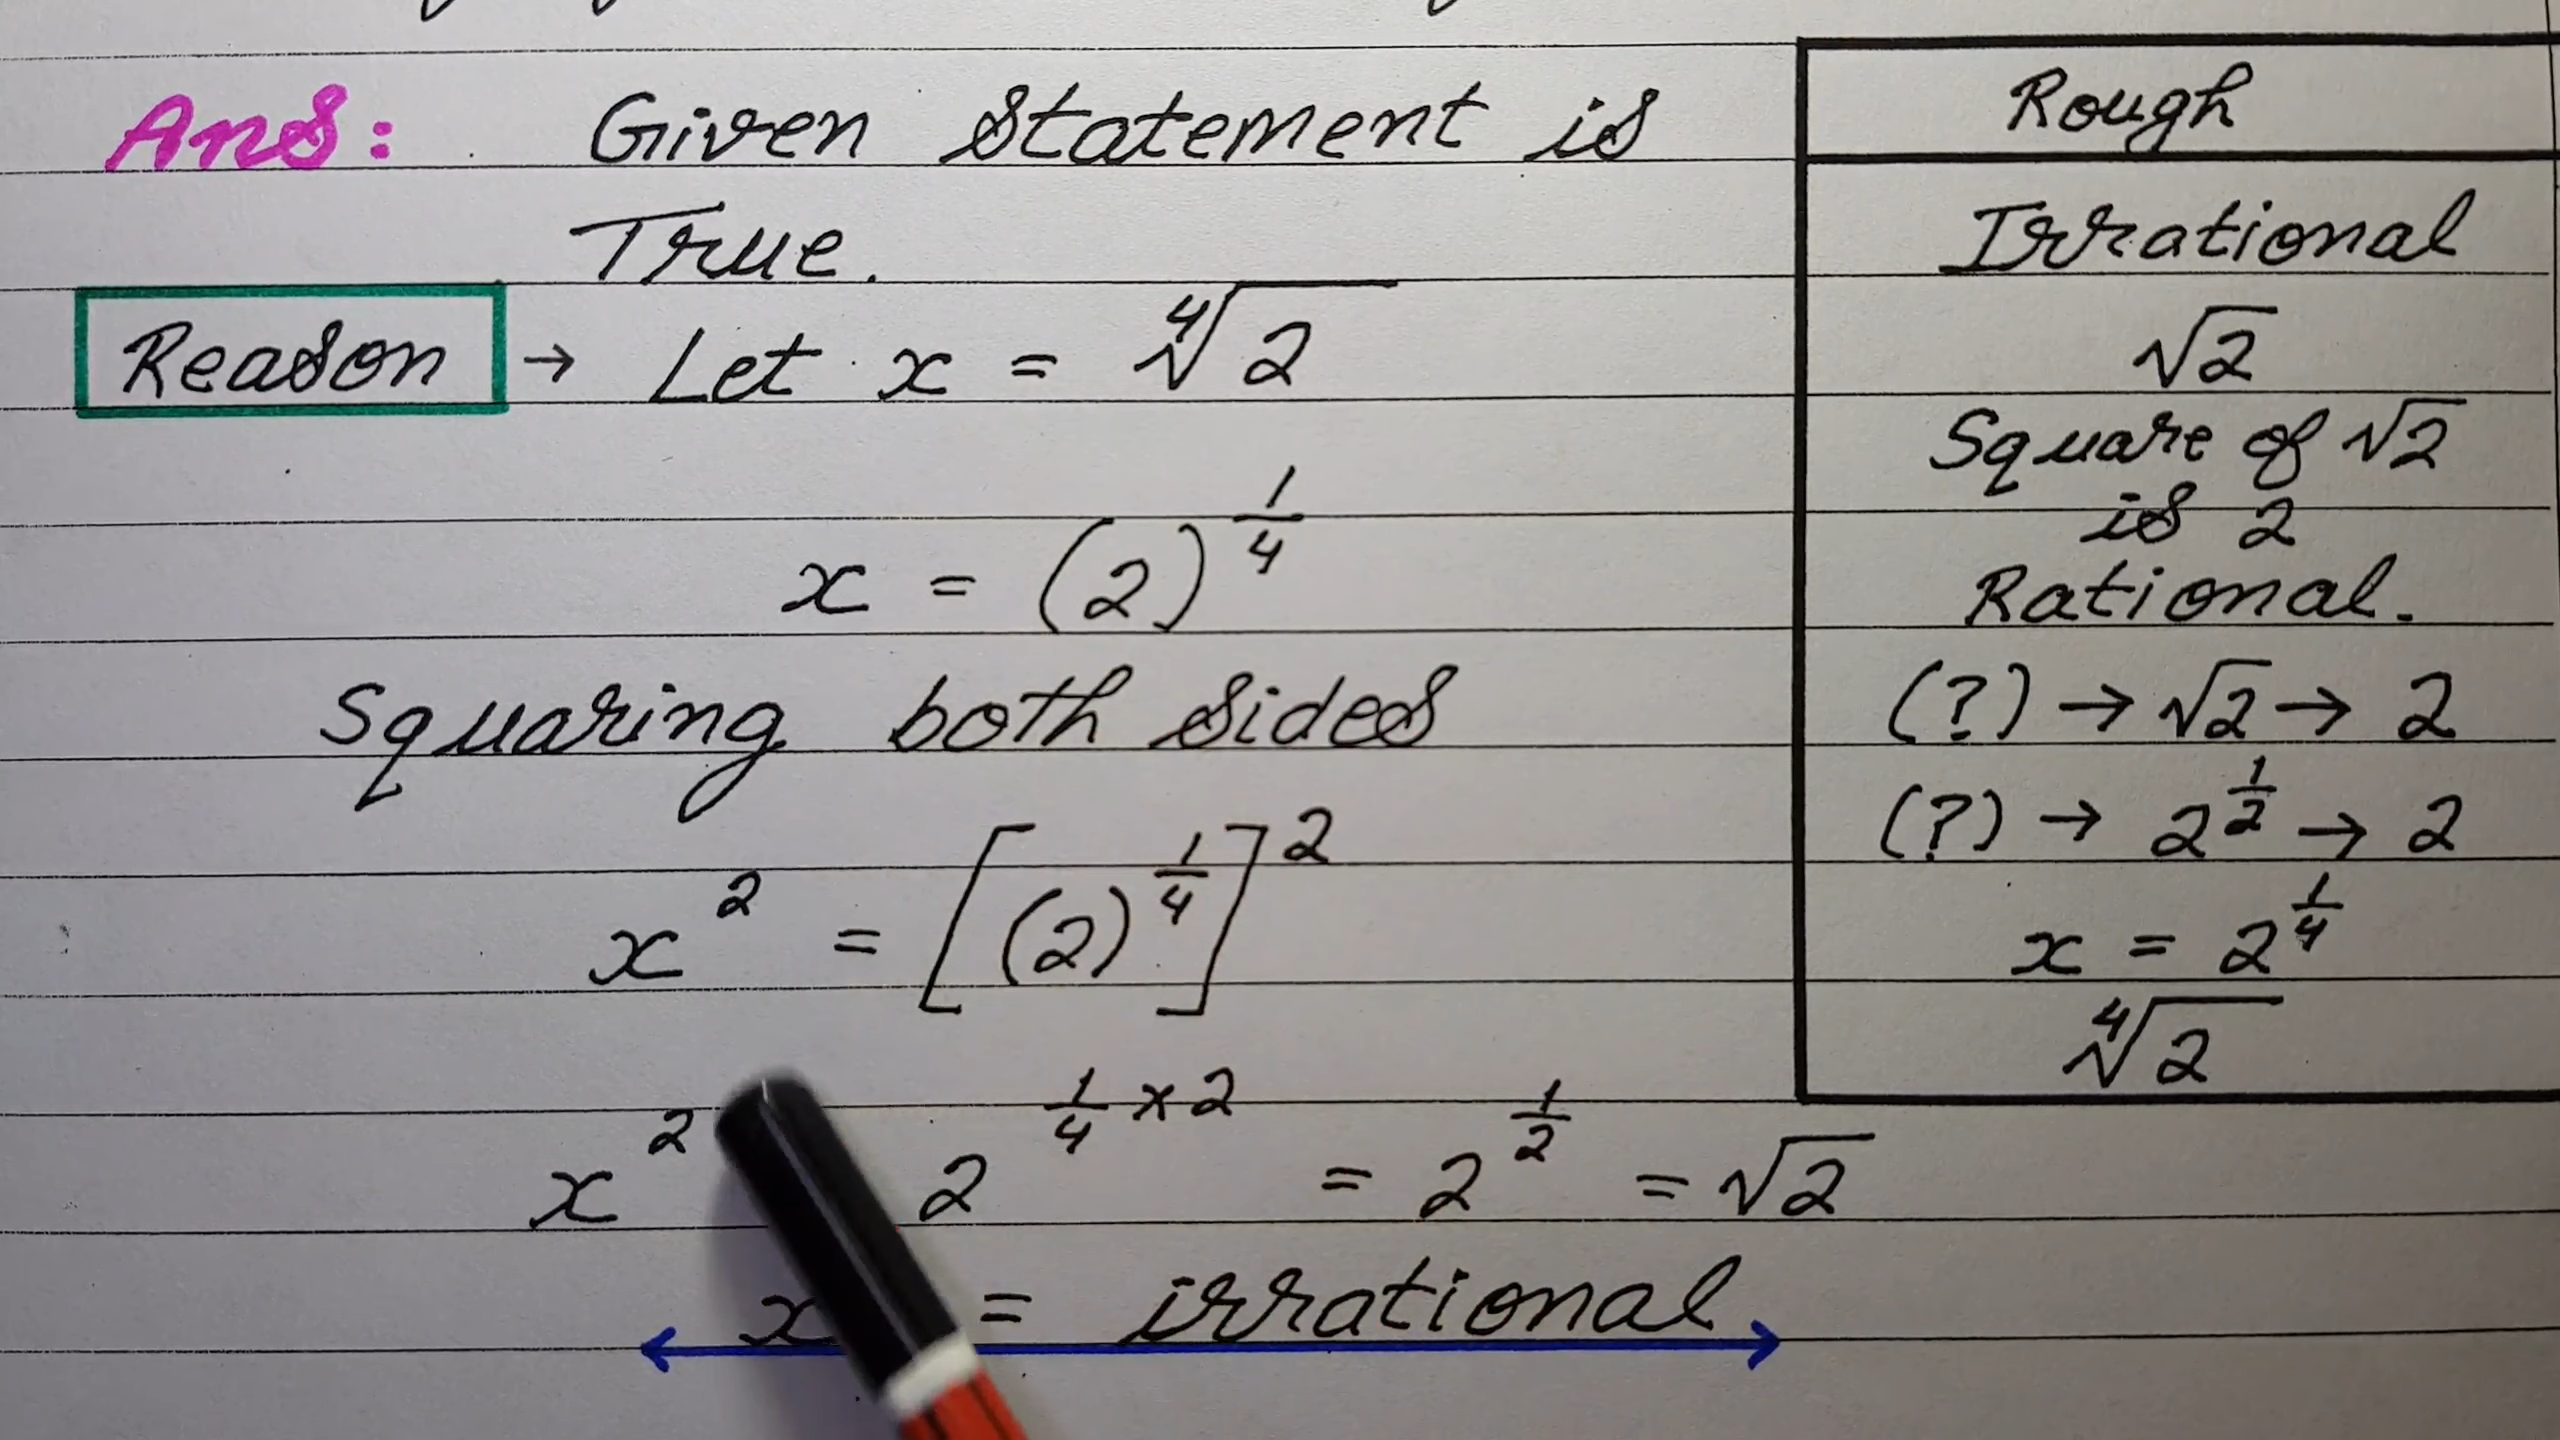 Ans: Given Statement is
True.
Reason → Let x = ∜2
x = (2)^(1/4)
Squaring both sides
x² = [(2)^(1/4)]²
x² 2^(1/4 × 2) = 2^(1/2) = √2
x = irrational
Rough
Irrational
√2
Square of √2
is 2
Rational.
(?) → √2 → 2
(?) → 2^(1/2) → 2
x = 2^(1/4)
∜2